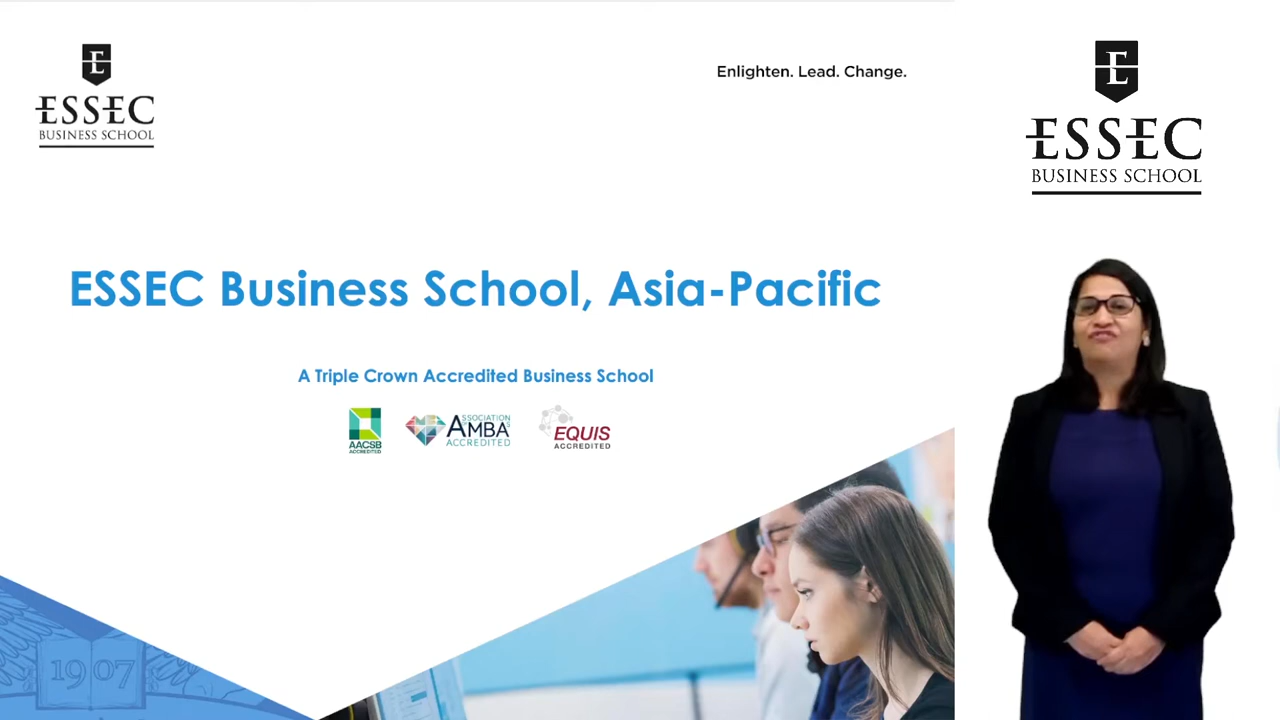 E
ESSEC
BUSINESS SCHOOL
Enlighten. Lead. Change.
E
ESSEC
BUSINESS SCHOOL
ESSEC Business School, Asia-Pacific
A Triple Crown Accredited Business School
AACSB
ACCREDITED
ASSOCIATION
AMBAs
ACCREDITED
EQUIS
ACCREDITED
1907